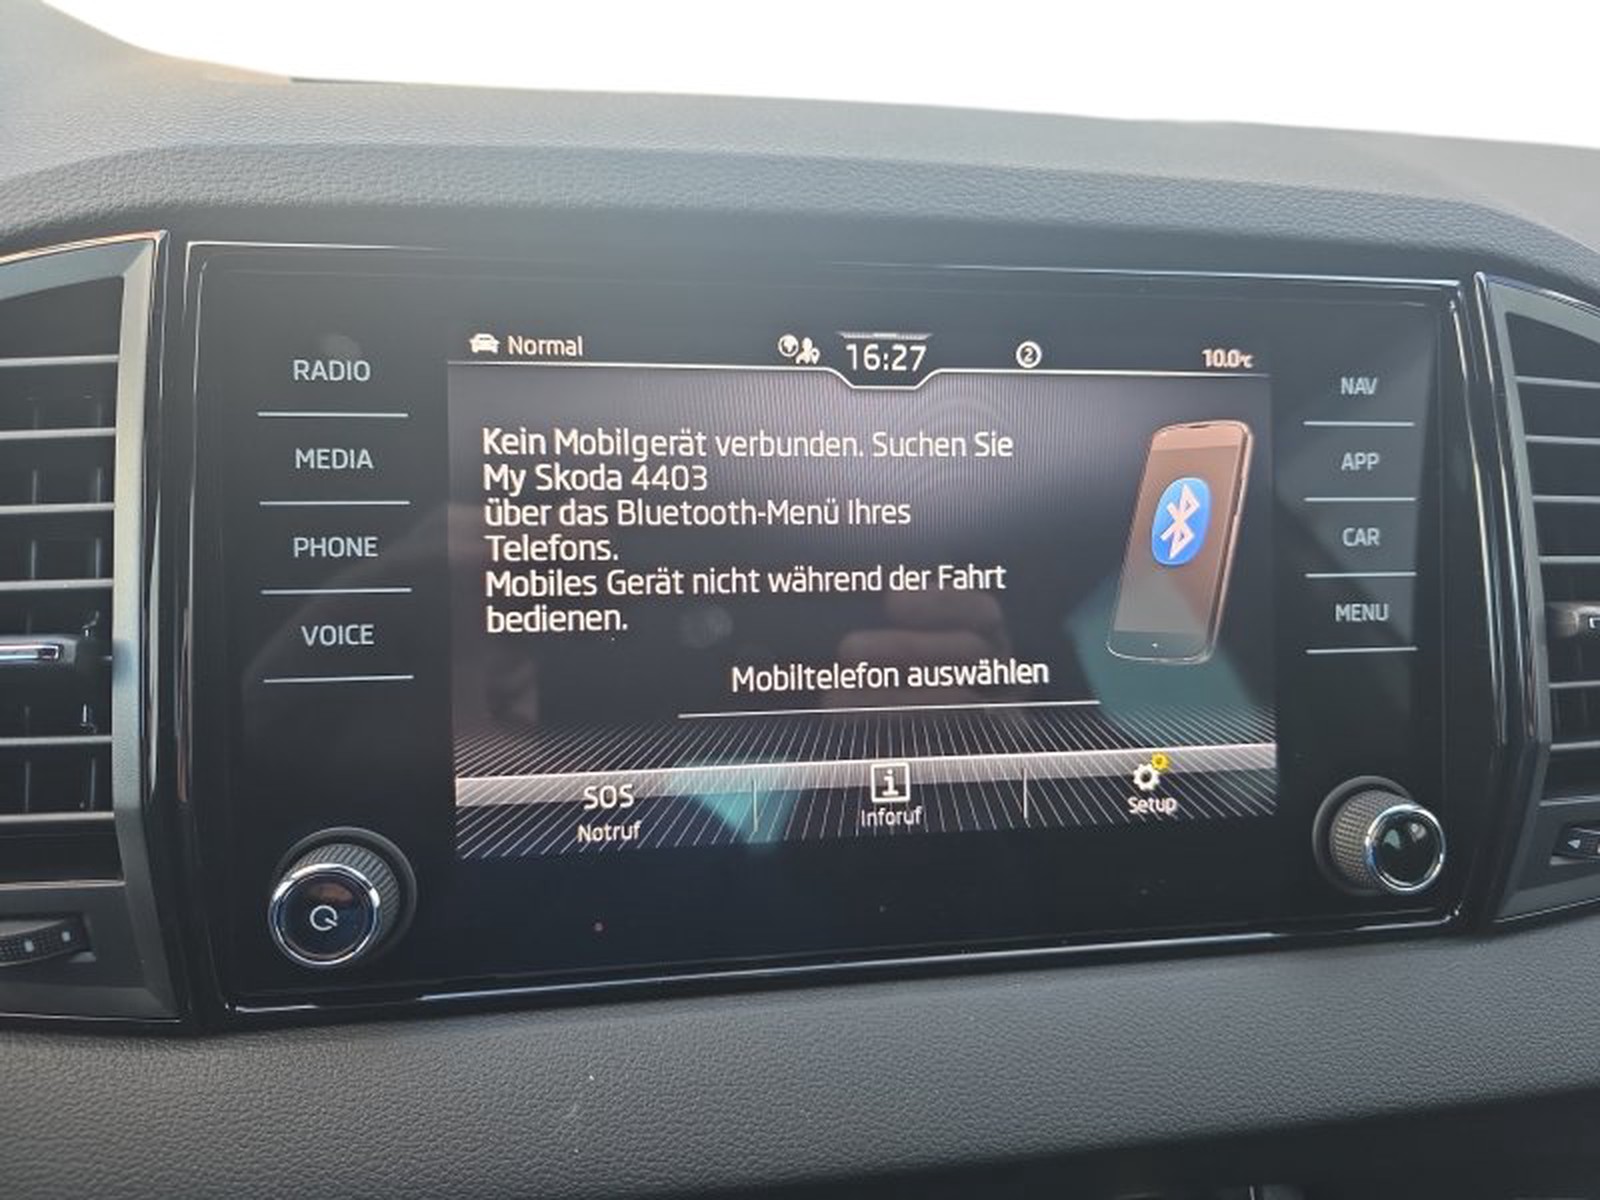 RADIO
MEDIA
PHONE
VOICE
Normal
16:27
2
10.0°C
Kein Mobilgerät verbunden. Suchen Sie
My Skoda 4403
über das Bluetooth-Menü Ihres
Telefons.
Mobiles Gerät nicht während der Fahrt
bedienen.
Mobiltelefon auswählen
SOS
Notruf
i
Inforuf
Setup
NAV
APP
CAR
MENU